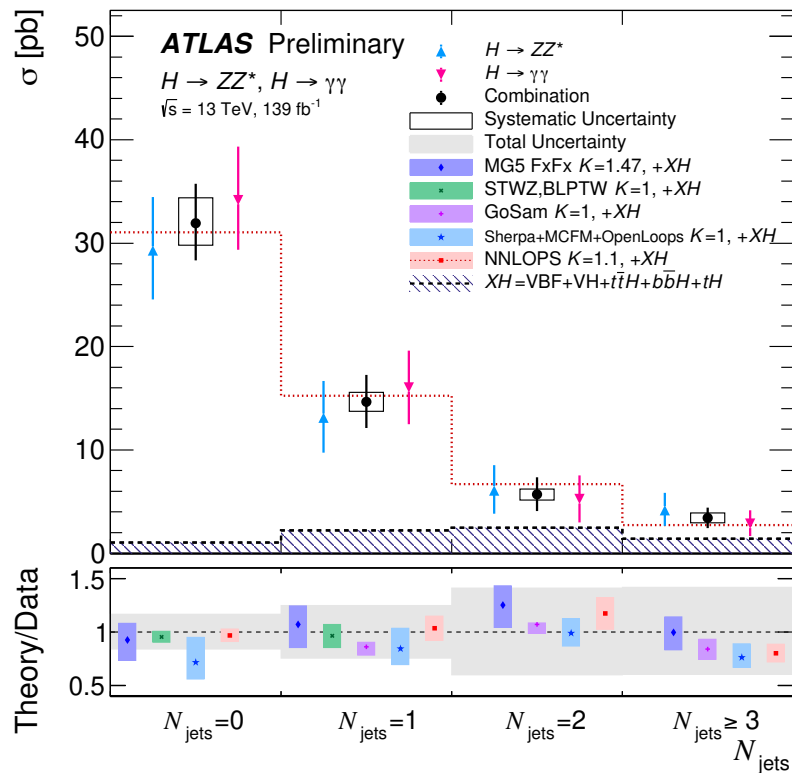 σ [pb]
60
50
40
30
20
10
0
ATLAS Preliminary
H → ZZ*, H → γγ
√s = 13 TeV, 139 fb⁻¹
H → ZZ*
H → γγ
Combination
Systematic Uncertainty
Total Uncertainty
MG5 FxFx K=1.47, +XH
STWZ,BLPTW K=1, +XH
GoSam K=1, +XH
Sherpa+MCFM+OpenLoops K=1, +XH
NNLOPS K=1.1, +XH
XH=VBF+VH+tt̅H+bb̅H+tH
Theory/Data
1.5
1
0.5
N_jets=0 N_jets=1 N_jets=2 N_jets≥ 3
N_jets